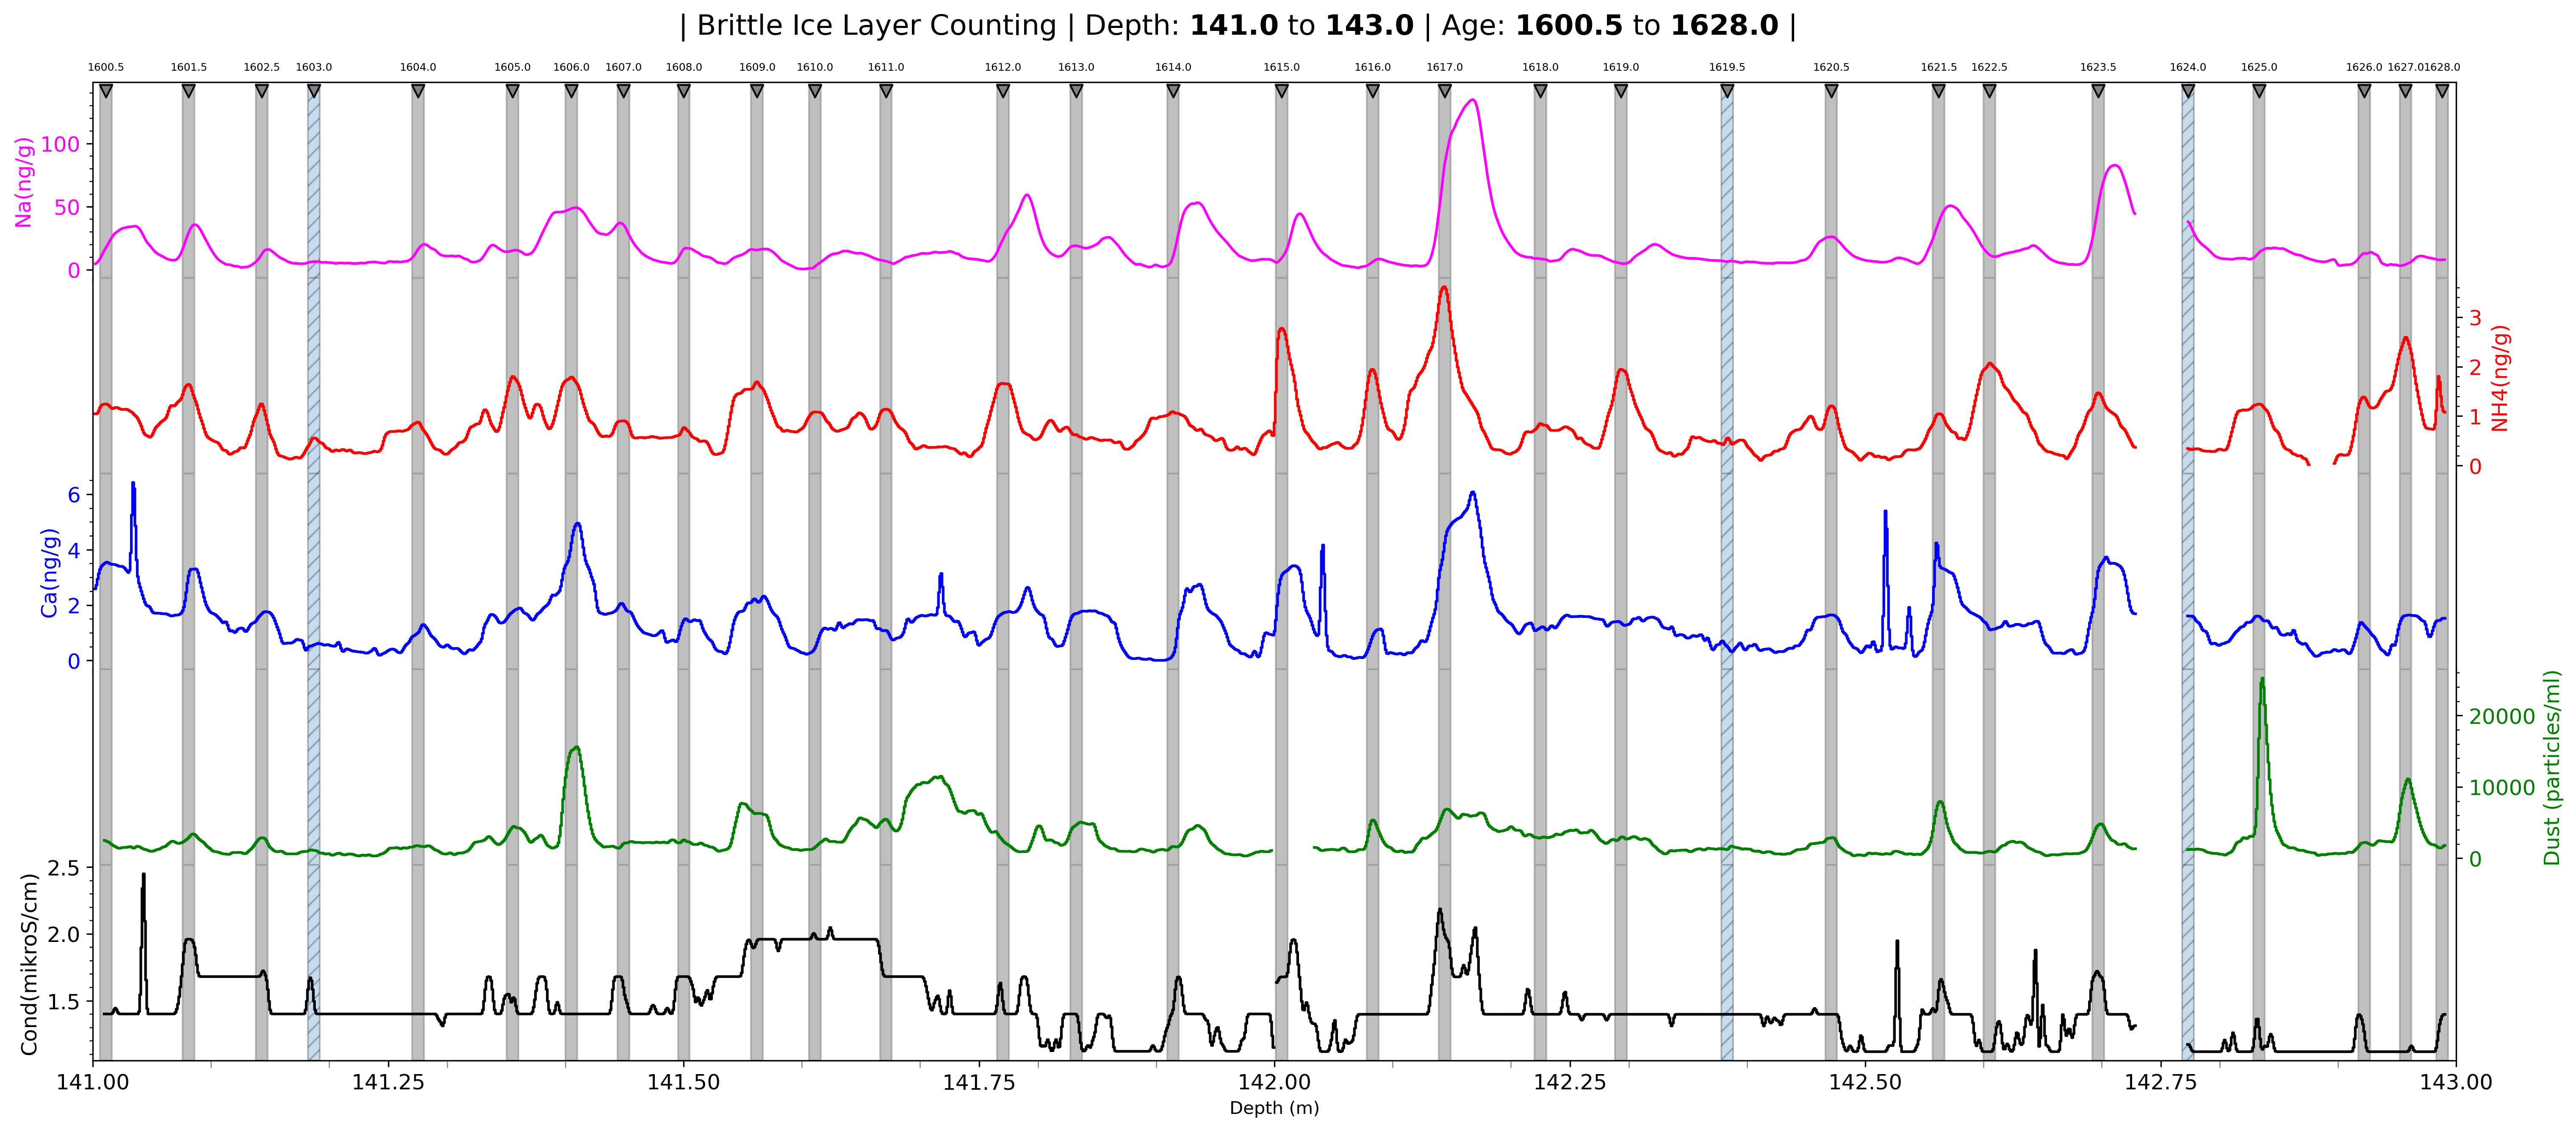 | Brittle Ice Layer Counting | Depth: 141.0 to 143.0 | Age: 1600.5 to 1628.0 |
1600.5 1601.5 1602.5 1603.0 1604.0 1605.0 1606.0 1607.0 1608.0 1609.0 1610.0 1611.0 1612.0 1613.0 1614.0 1615.0 1616.0 1617.0 1618.0 1619.0 1619.5 1620.5 1621.5 1622.5 1623.5 1624.0 1625.0 1626.0 1627.0 1628.0
Na(ng/g)
100
50
0
NH4(ng/g)
3
2
1
0
Ca(ng/g)
6
4
2
0
Dust (particles/ml)
20000
10000
0
Cond(mikroS/cm)
2.5
2.0
1.5
141.00 141.25 141.50 141.75 142.00 142.25 142.50 142.75 143.00
Depth (m)